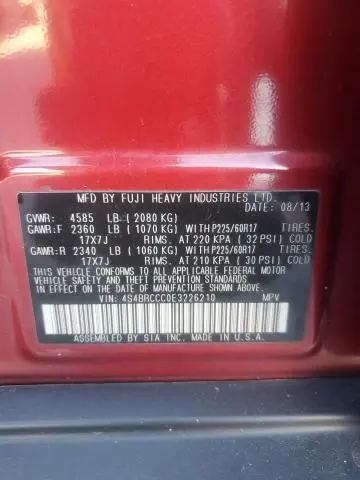 MFD BY FUJI HEAVY INDUSTRIES LTD.
DATE: 08/13
GVWR: 4585 LB ( 2080 KG)
GAWR:F 2360 LB ( 1070 KG) WITH P225/60R17 TIRES.
17X7J RIMS. AT 220 KPA ( 32 PSI) COLD
GAWR:R 2340 LB ( 1060 KG) WITH P225/60R17 TIRES.
17X7J RIMS. AT 210 KPA ( 30 PSI) COLD
THIS VEHICLE CONFORMS TO ALL APPLICABLE FEDERAL MOTOR
VEHICLE SAFETY, BUMPER, AND THEFT PREVENTION STANDARDS
IN EFFECT ON THE DATE OF MANUFACTURE SHOWN ABOVE.
VIN: 4S4BRCCC0E3226210 MPV
ASSEMBLED BY SIA INC. MADE IN U.S.A.